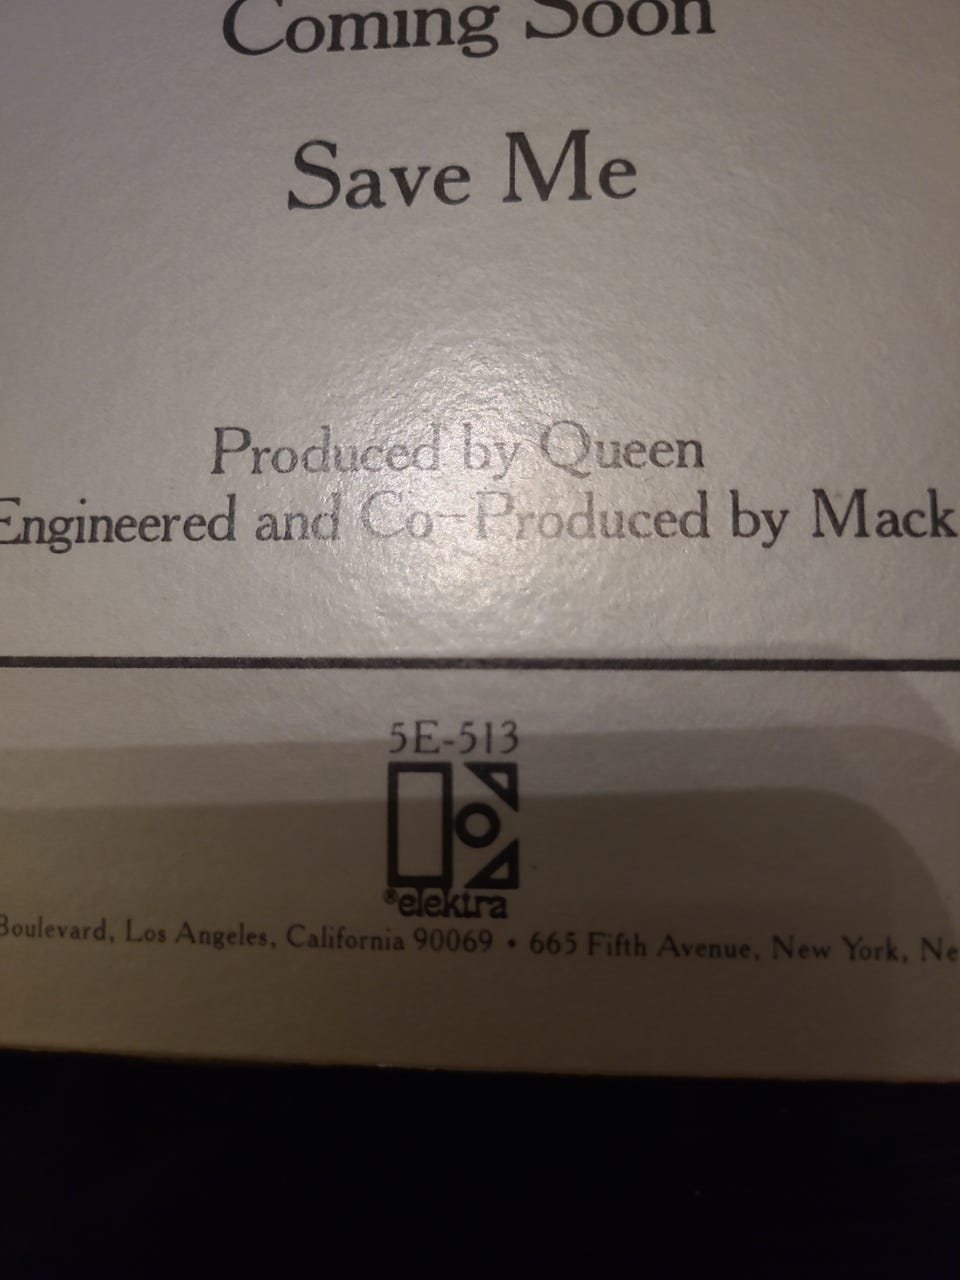 Coming Soon
Save Me
Produced by Queen
Engineered and Co-Produced by Mack
5E-513
®elektra
Boulevard, Los Angeles, California 90069 • 665 Fifth Avenue, New York, Ne